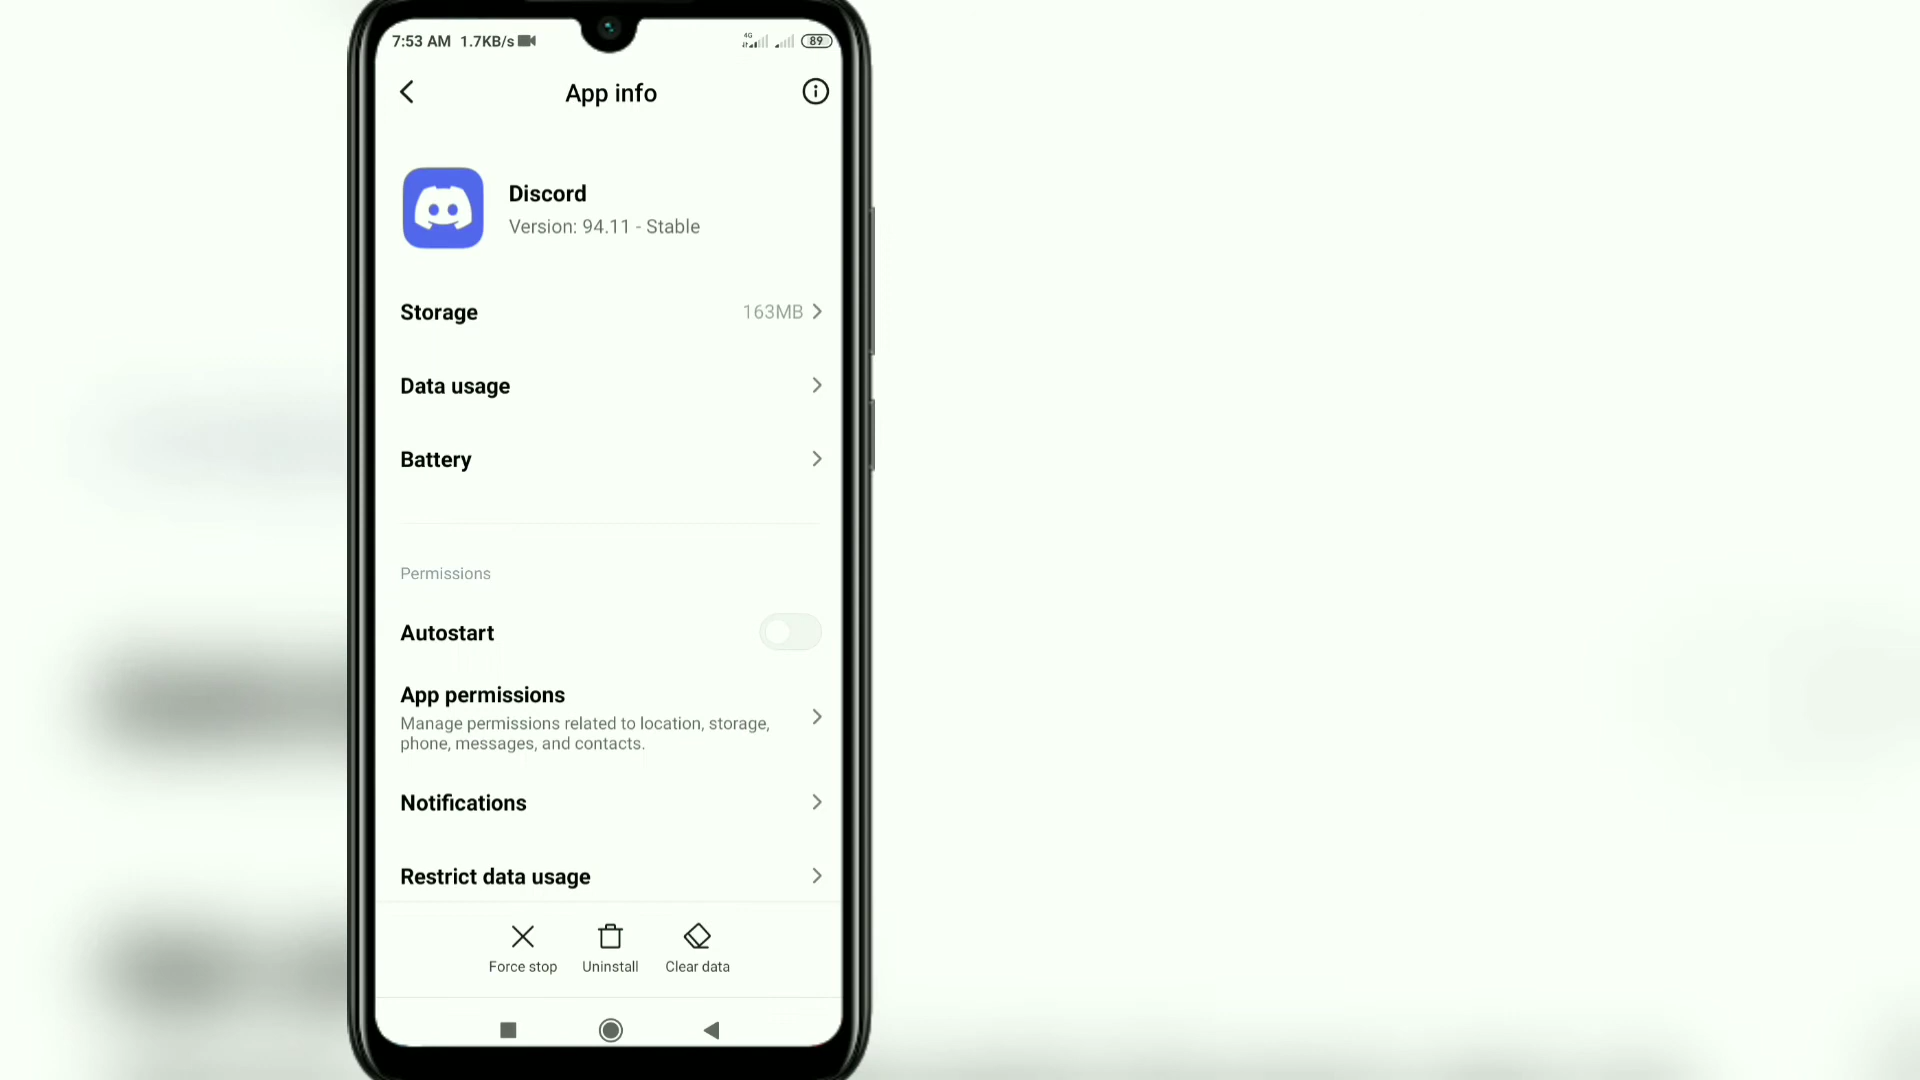 7:53 AM 1.7KB/s 4G 89
App info
Discord
Version: 94.11 - Stable
Storage 163MB
Data usage
Battery
Permissions
Autostart
App permissions
Manage permissions related to location, storage,
phone, messages, and contacts.
Notifications
Restrict data usage
Force stop Uninstall Clear data